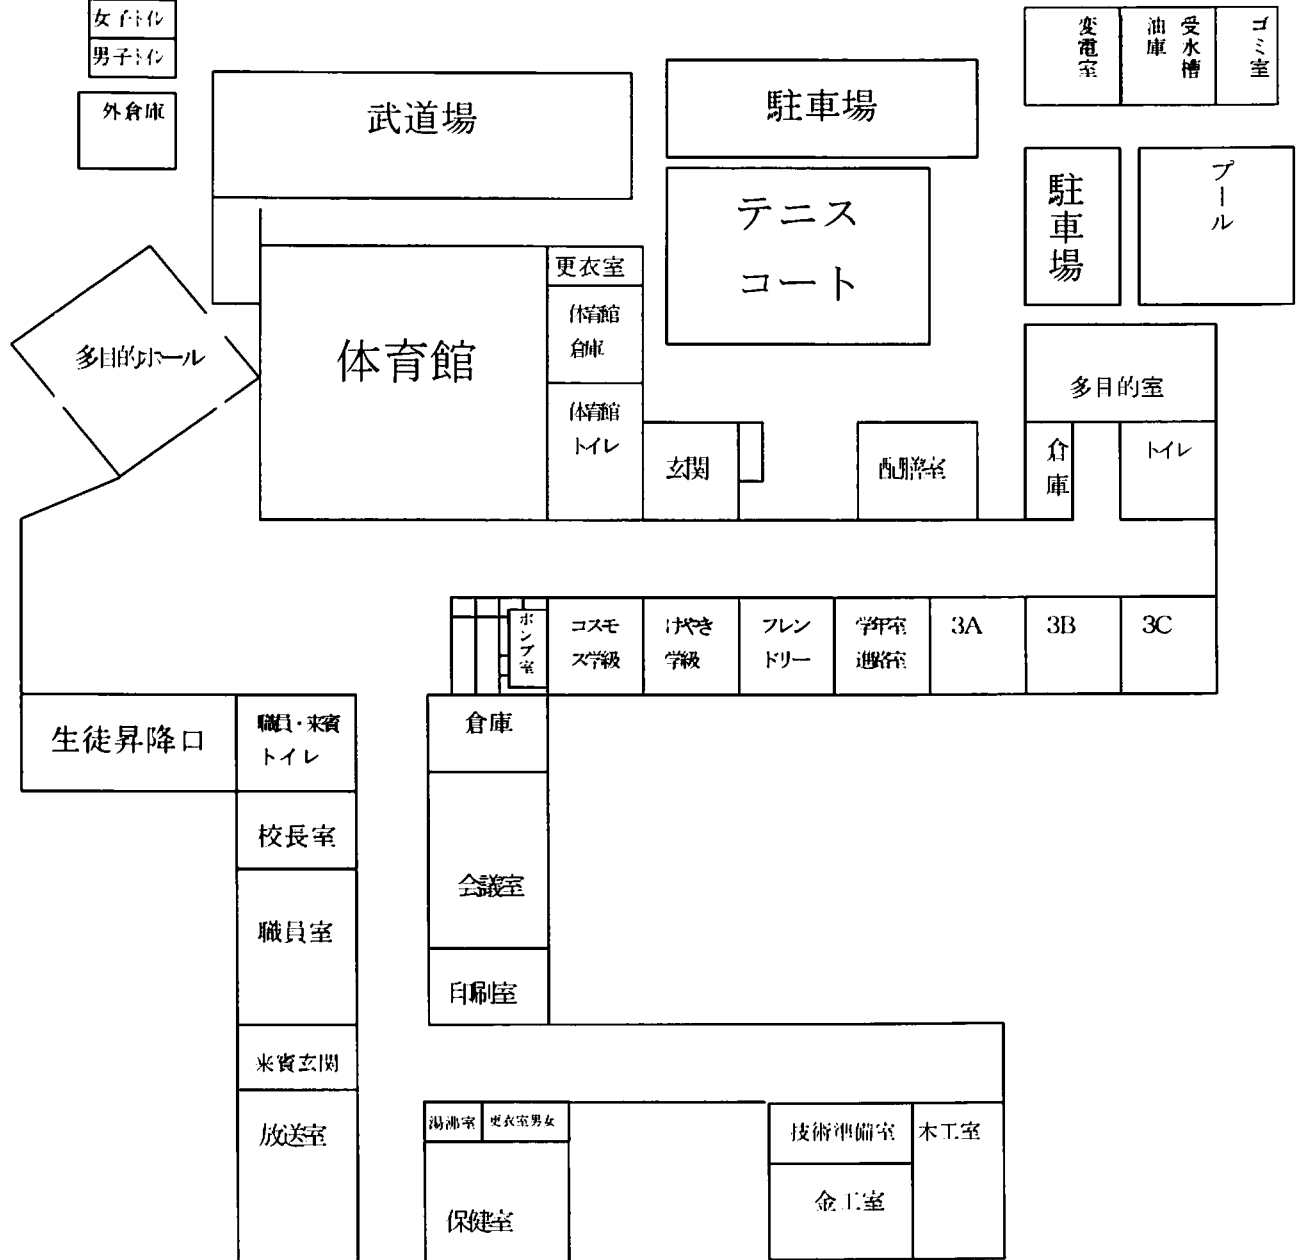 女子トイレ
男子トイレ
外倉庫
武道場
駐車場
変電室
油庫
受水槽
ゴミ室
テニス
コート
駐車場
プール
多目的ホール
体育館
更衣室
体育館
倉庫
体育館
トイレ
玄関
配膳室
多目的室
倉庫
トイレ
ポンプ室
コスモ
ス学級
けやき
学級
フレン
ドリー
学年室
進路室
3A
3B
3C
生徒昇降口
職員・来賓
トイレ
倉庫
校長室
会議室
職員室
印刷室
来賓玄関
放送室
湯沸室
更衣室男女
保健室
技術準備室
木工室
金工室